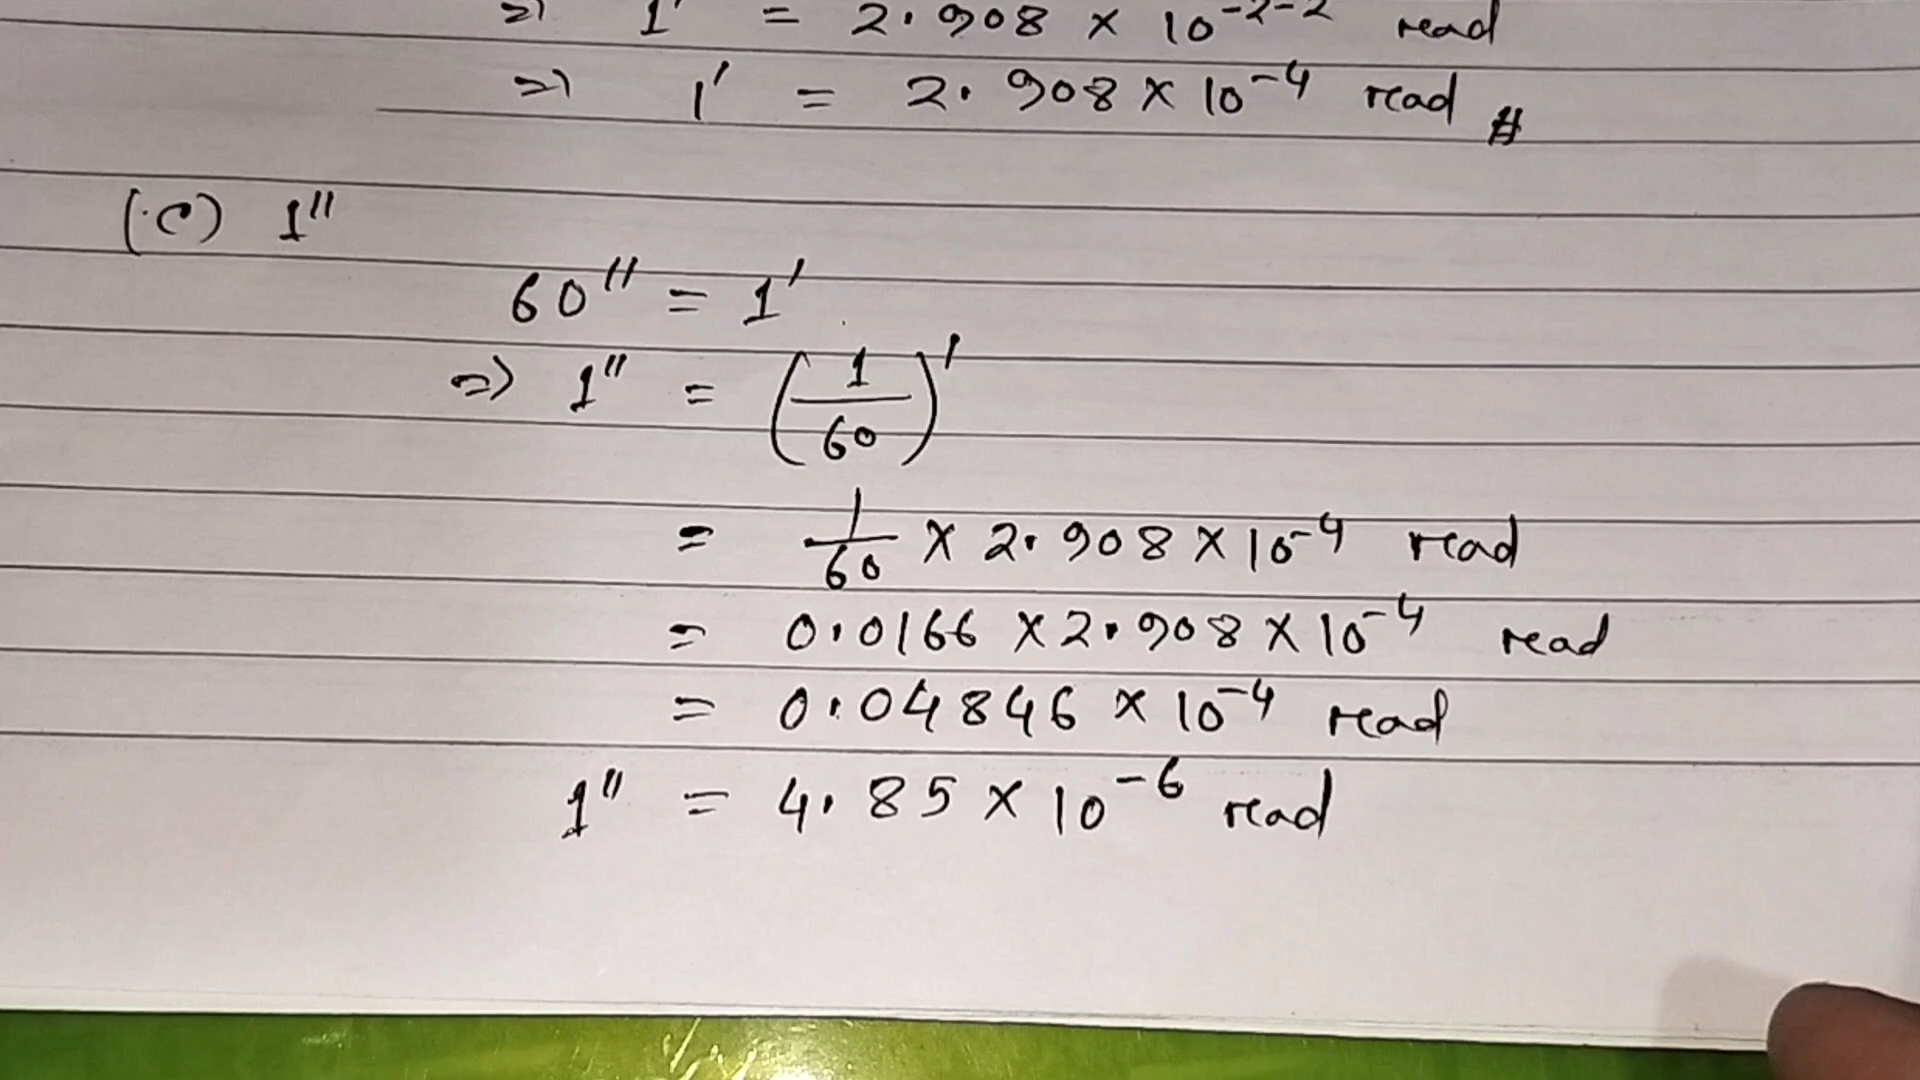 => 1' = 2.908 × 10⁻²⁻² read
=> 1' = 2.908 × 10⁻⁴ read #
(c) 1"
60" = 1'
=> 1" = (1/60)'
= 1/60 × 2.908 × 10⁻⁴ read
= 0.0166 × 2.908 × 10⁻⁴ read
= 0.04846 × 10⁻⁴ read
1" = 4.85 × 10⁻⁶ read